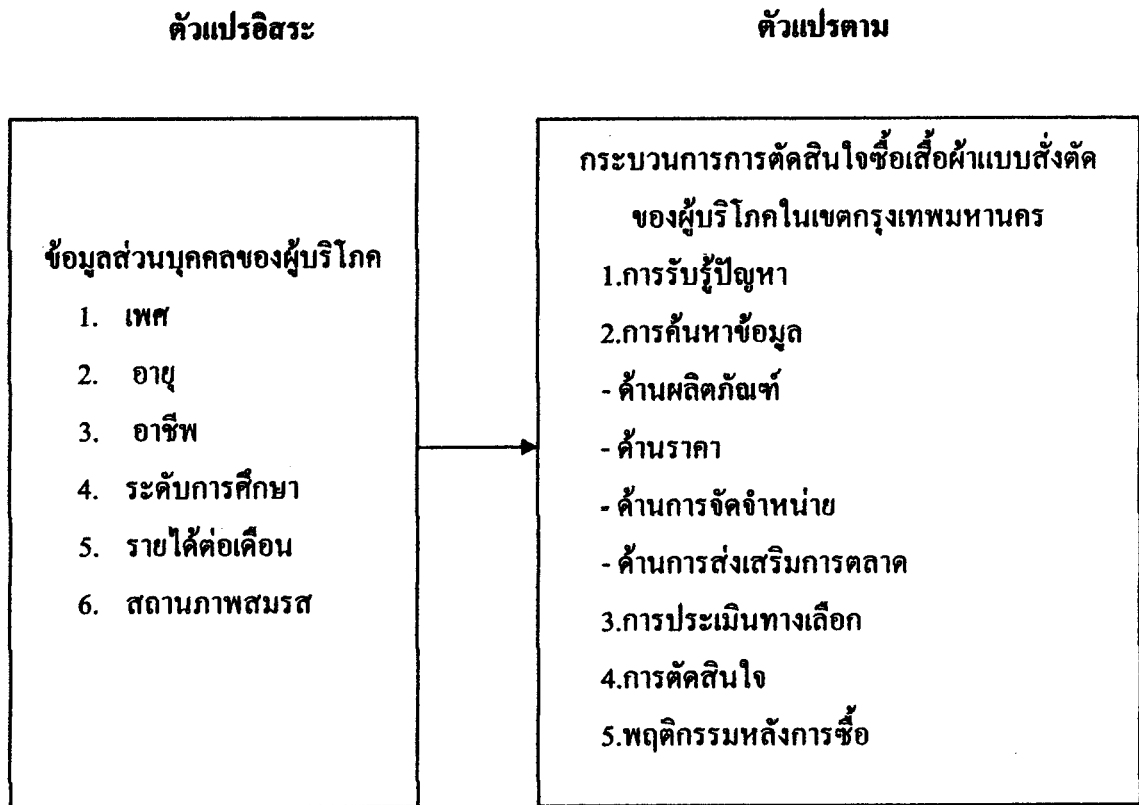 ตัวแปรอิสระ
ตัวแปรตาม
ข้อมูลส่วนบุคคลของผู้บริโภค
1. เพศ
2. อายุ
3. อาชีพ
4. ระดับการศึกษา
5. รายได้ต่อเดือน
6. สถานภาพสมรส
กระบวนการการตัดสินใจซื้อเสื้อผ้าแบบสั่งตัด
ของผู้บริโภคในเขตกรุงเทพมหานคร
1.การรับรู้ปัญหา
2.การค้นหาข้อมูล
- ด้านผลิตภัณฑ์
- ด้านราคา
- ด้านการจัดจำหน่าย
- ด้านการส่งเสริมการตลาด
3.การประเมินทางเลือก
4.การตัดสินใจ
5.พฤติกรรมหลังการซื้อ